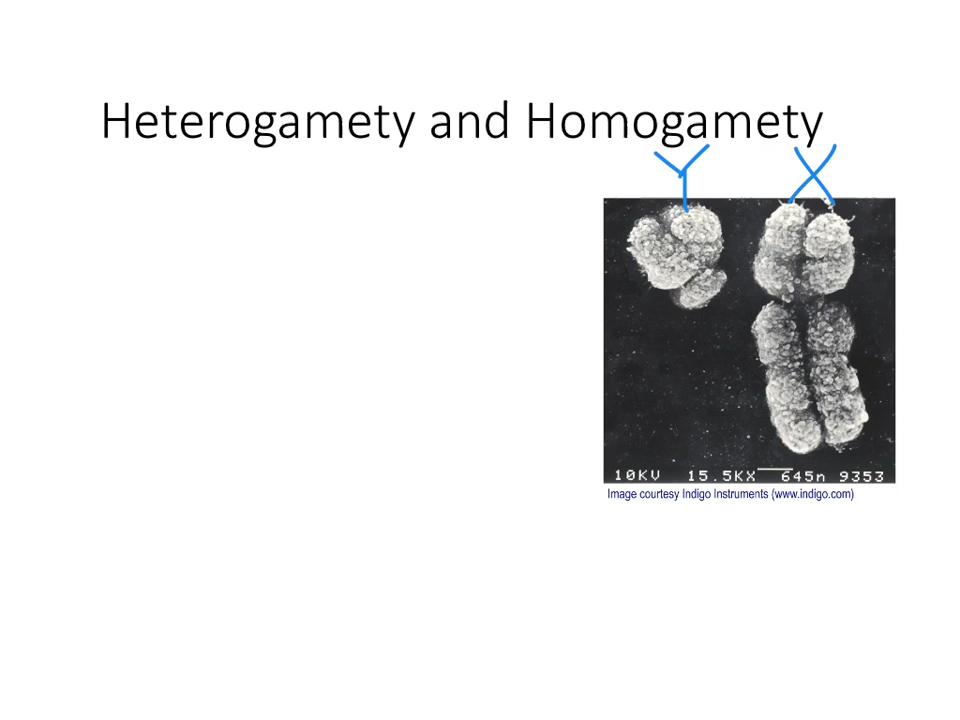 Heterogamety and Homogamety
Y X
10KV 15.5KX 645n 9353
Image courtesy Indigo Instruments (www.indigo.com)